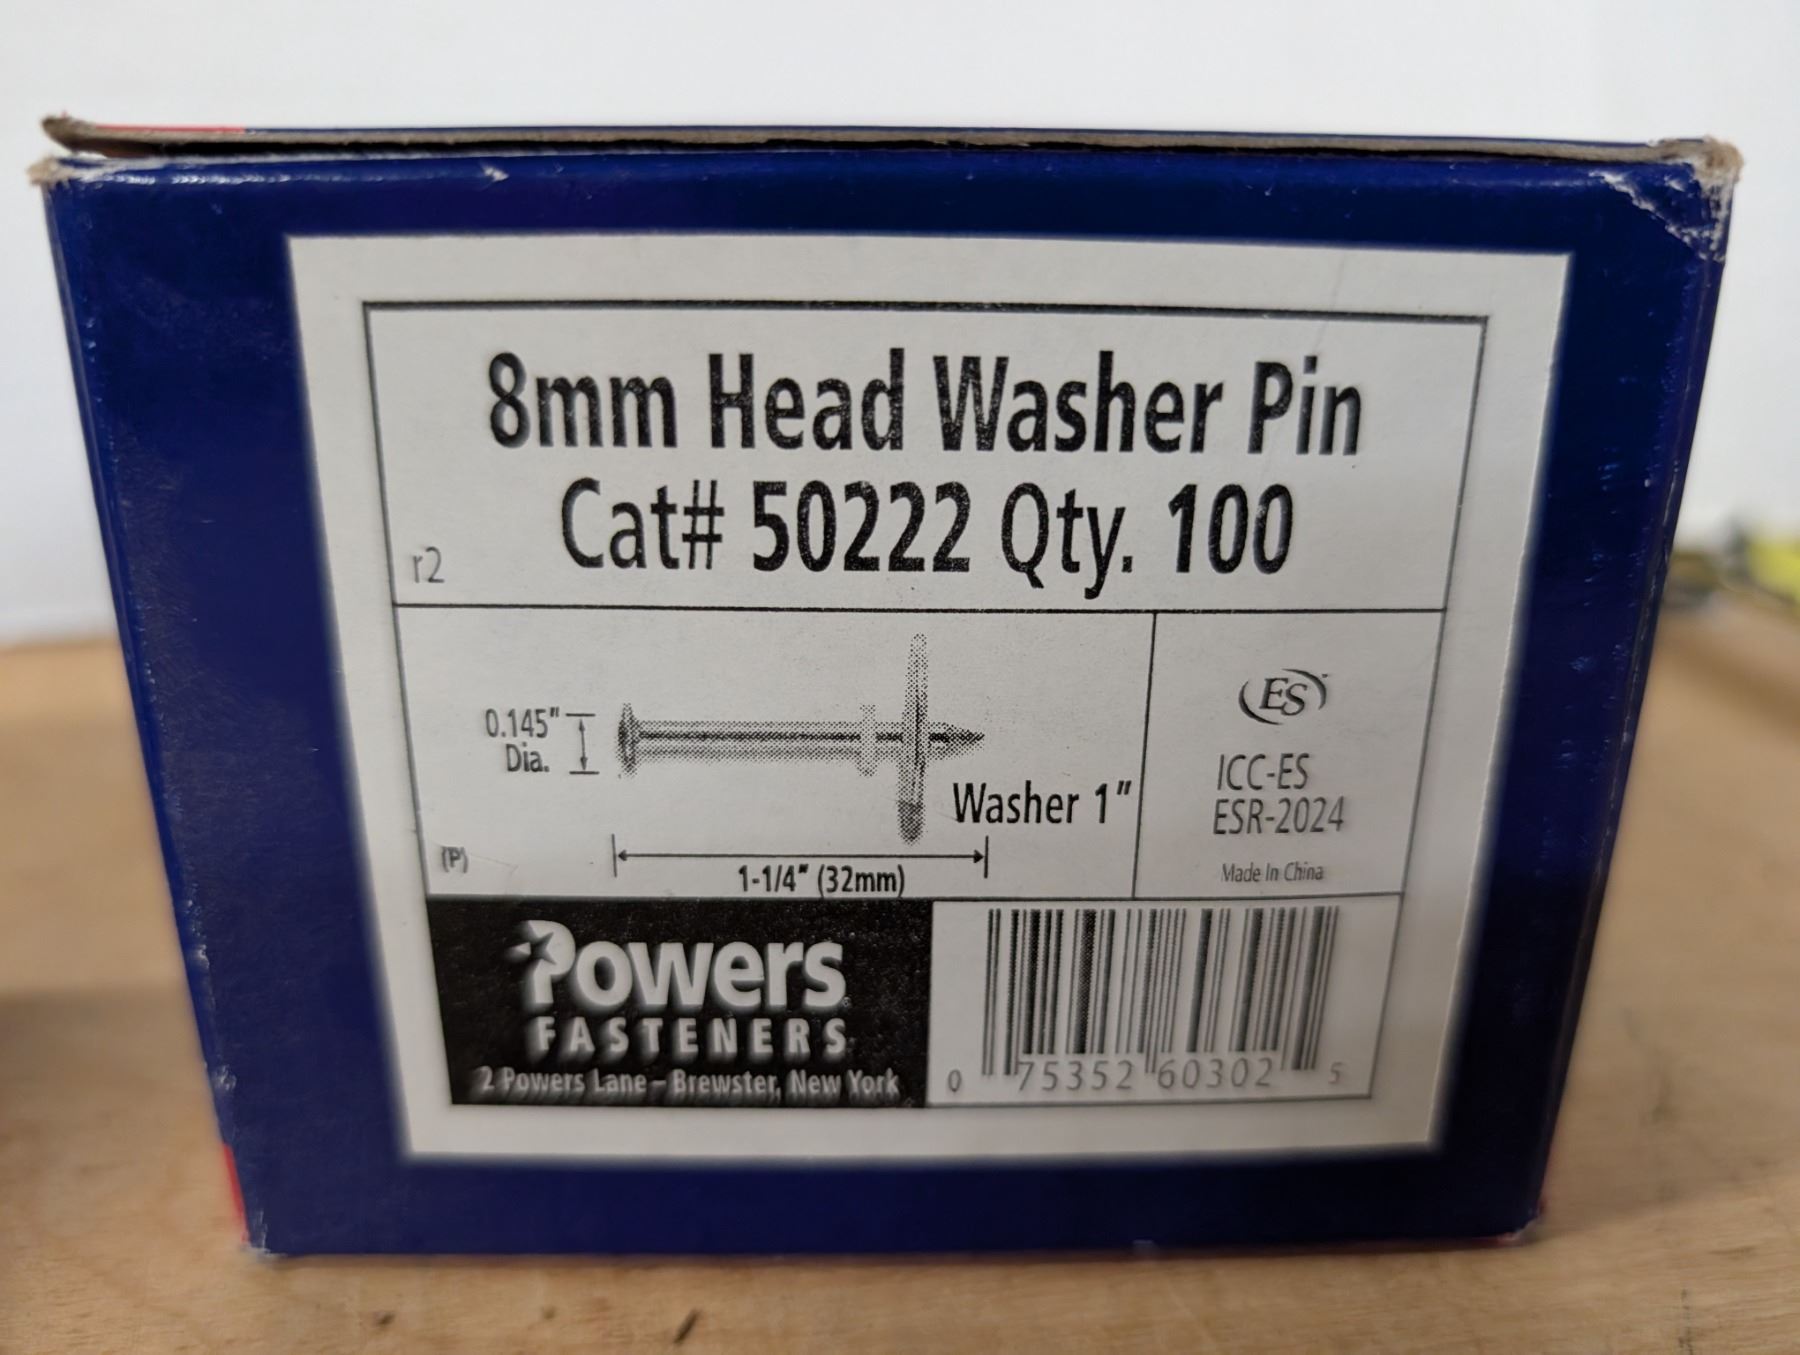 8mm Head Washer Pin
Cat# 50222 Qty. 100
r2
0.145"
Dia.
Washer 1"
1-1/4" (32mm)
(P)
ES
ICC-ES
ESR-2024
Made In China
Powers
FASTENERS
2 Powers Lane – Brewster, New York
0 75352 60302 5